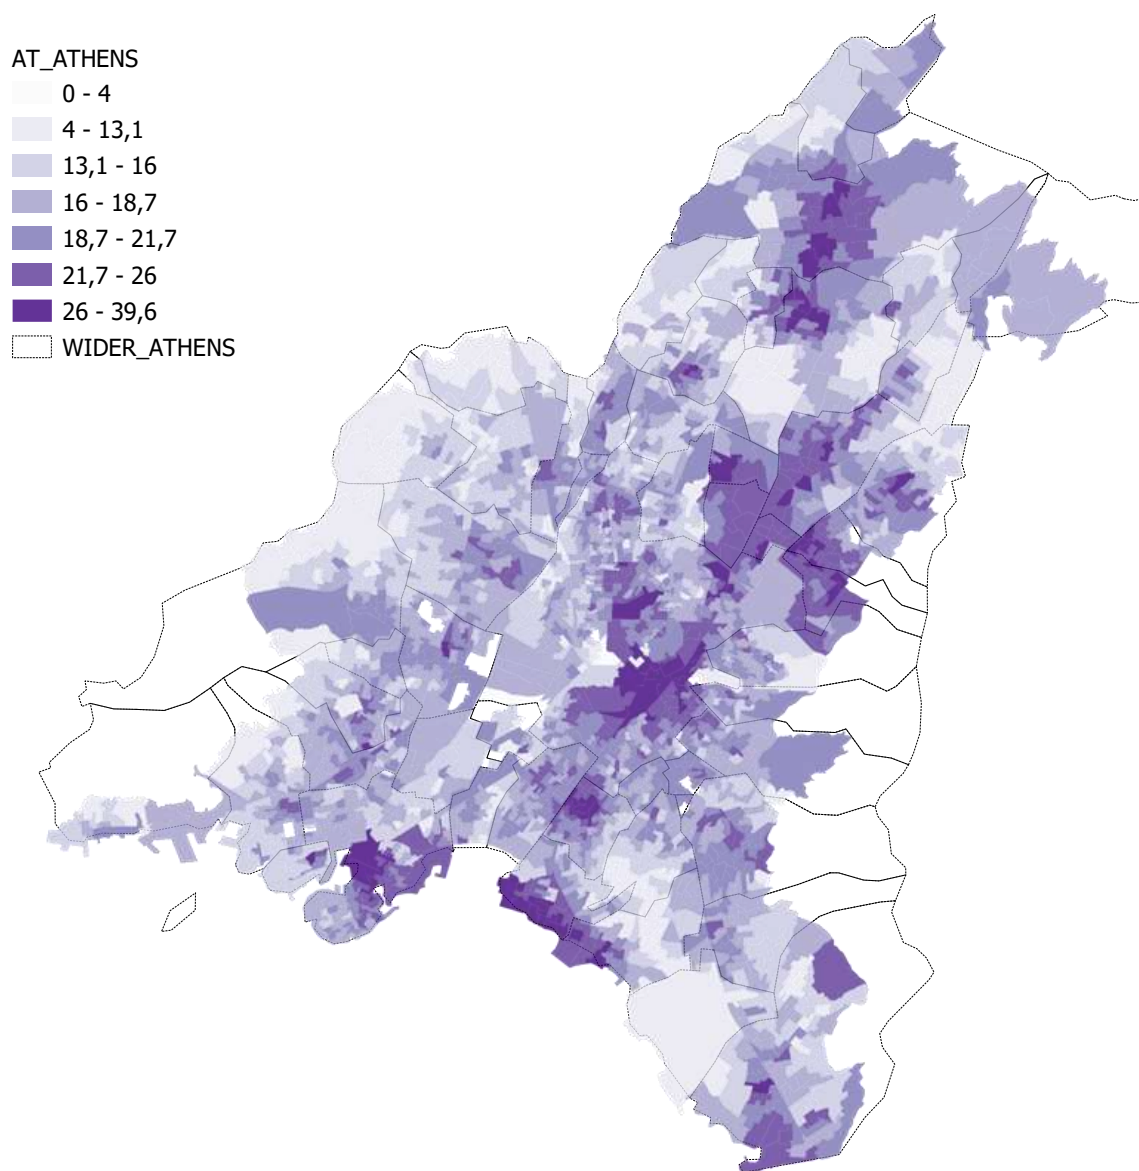 AT_ATHENS
0 - 4
4 - 13,1
13,1 - 16
16 - 18,7
18,7 - 21,7
21,7 - 26
26 - 39,6
WIDER_ATHENS